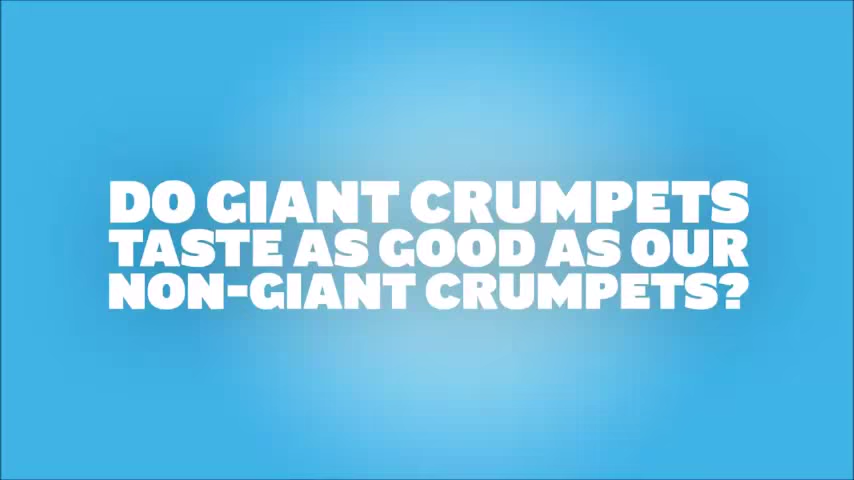 DO GIANT CRUMPETS
TASTE AS GOOD AS OUR
NON-GIANT CRUMPETS?